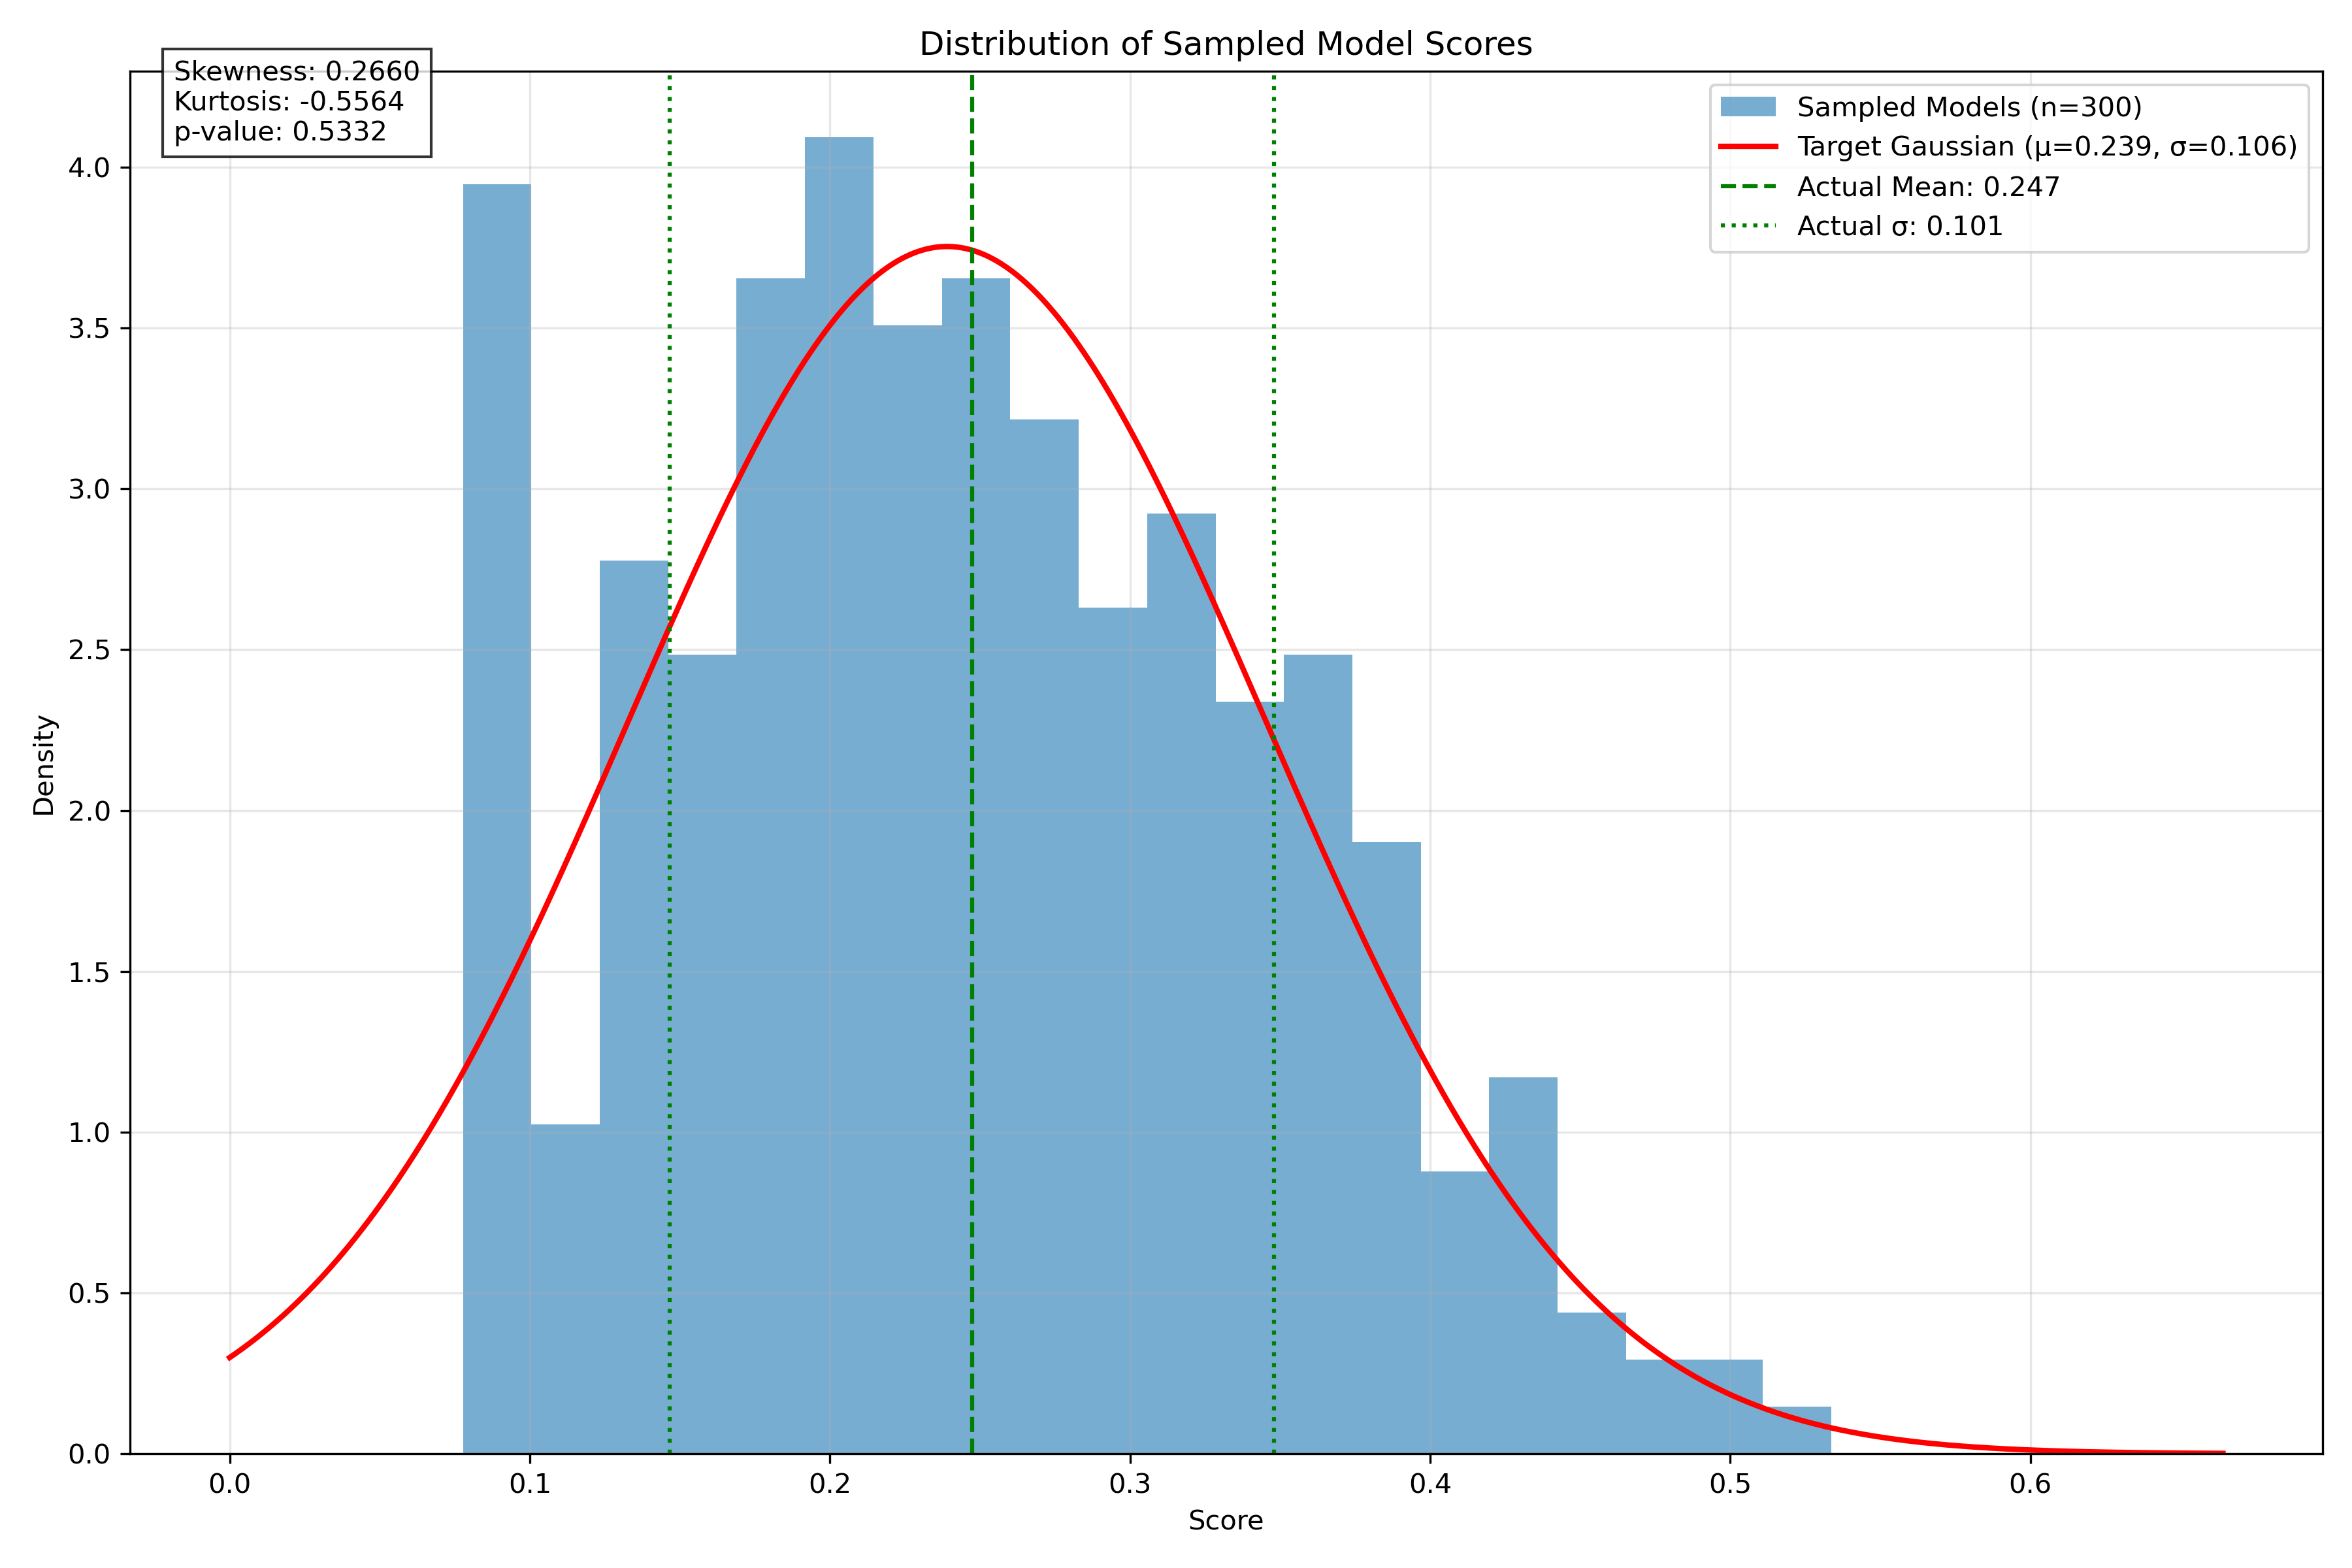 Distribution of Sampled Model Scores
Skewness: 0.2660
Kurtosis: -0.5564
p-value: 0.5332
Sampled Models (n=300)
Target Gaussian (μ=0.239, σ=0.106)
Actual Mean: 0.247
Actual σ: 0.101
4.0
3.5
3.0
2.5
2.0
1.5
1.0
0.5
0.0
Density
0.0 0.1 0.2 0.3 0.4 0.5 0.6
Score